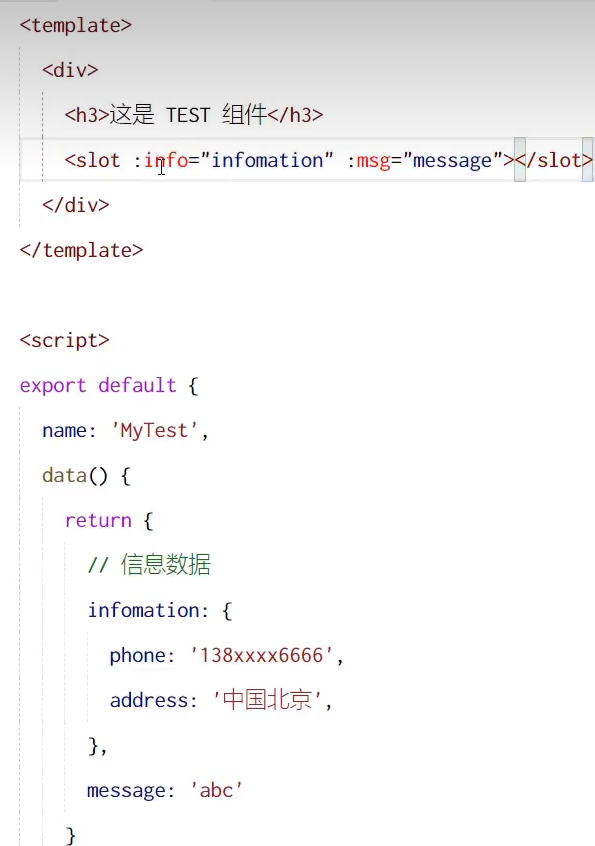 <template>
<div>
<h3>这是 TEST 组件</h3>
<slot :info="infomation" :msg="message"></slot>
</div>
</template>
<script>
export default {
name: 'MyTest',
data() {
return {
// 信息数据
infomation: {
phone: '138xxxx6666',
address: '中国北京',
},
message: 'abc'
}